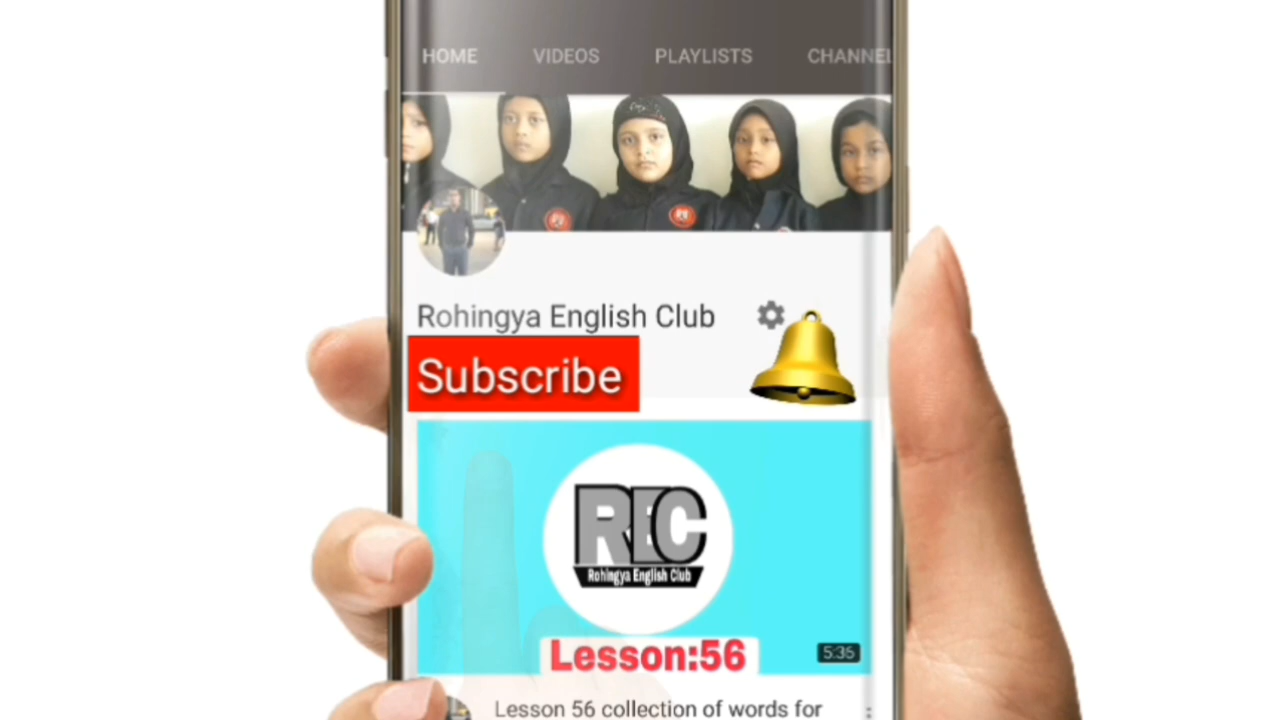 HOME VIDEOS PLAYLISTS CHANNEL
Rohingya English Club
Subscribe
REC
Rohingya English Club
Lesson:56
5:36
Lesson 56 collection of words for